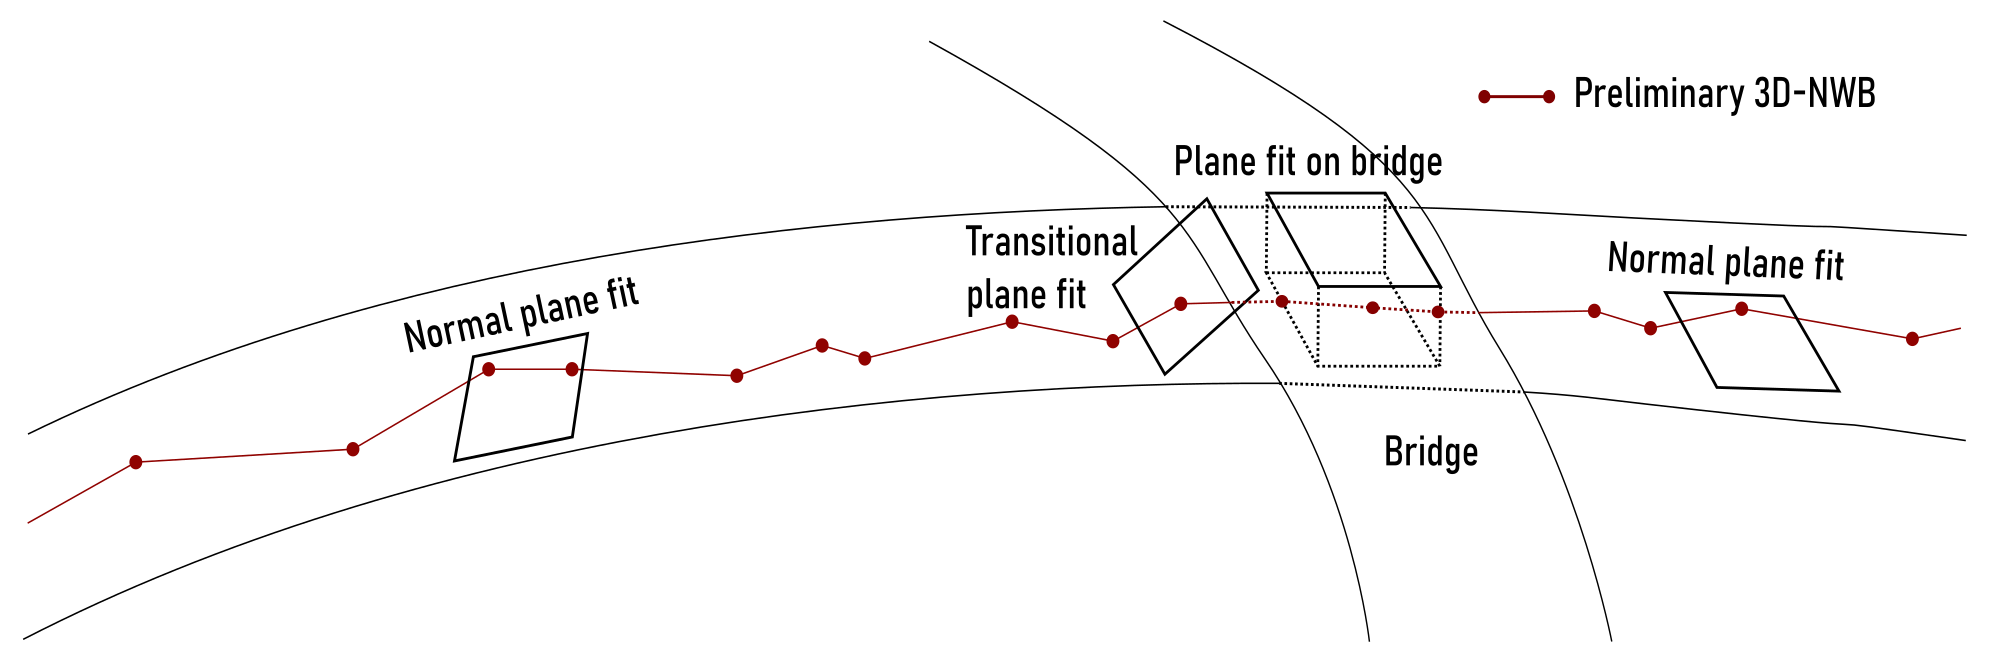 Preliminary 3D-NWB
Plane fit on bridge
Transitional
plane fit
Normal plane fit
Normal plane fit
Bridge